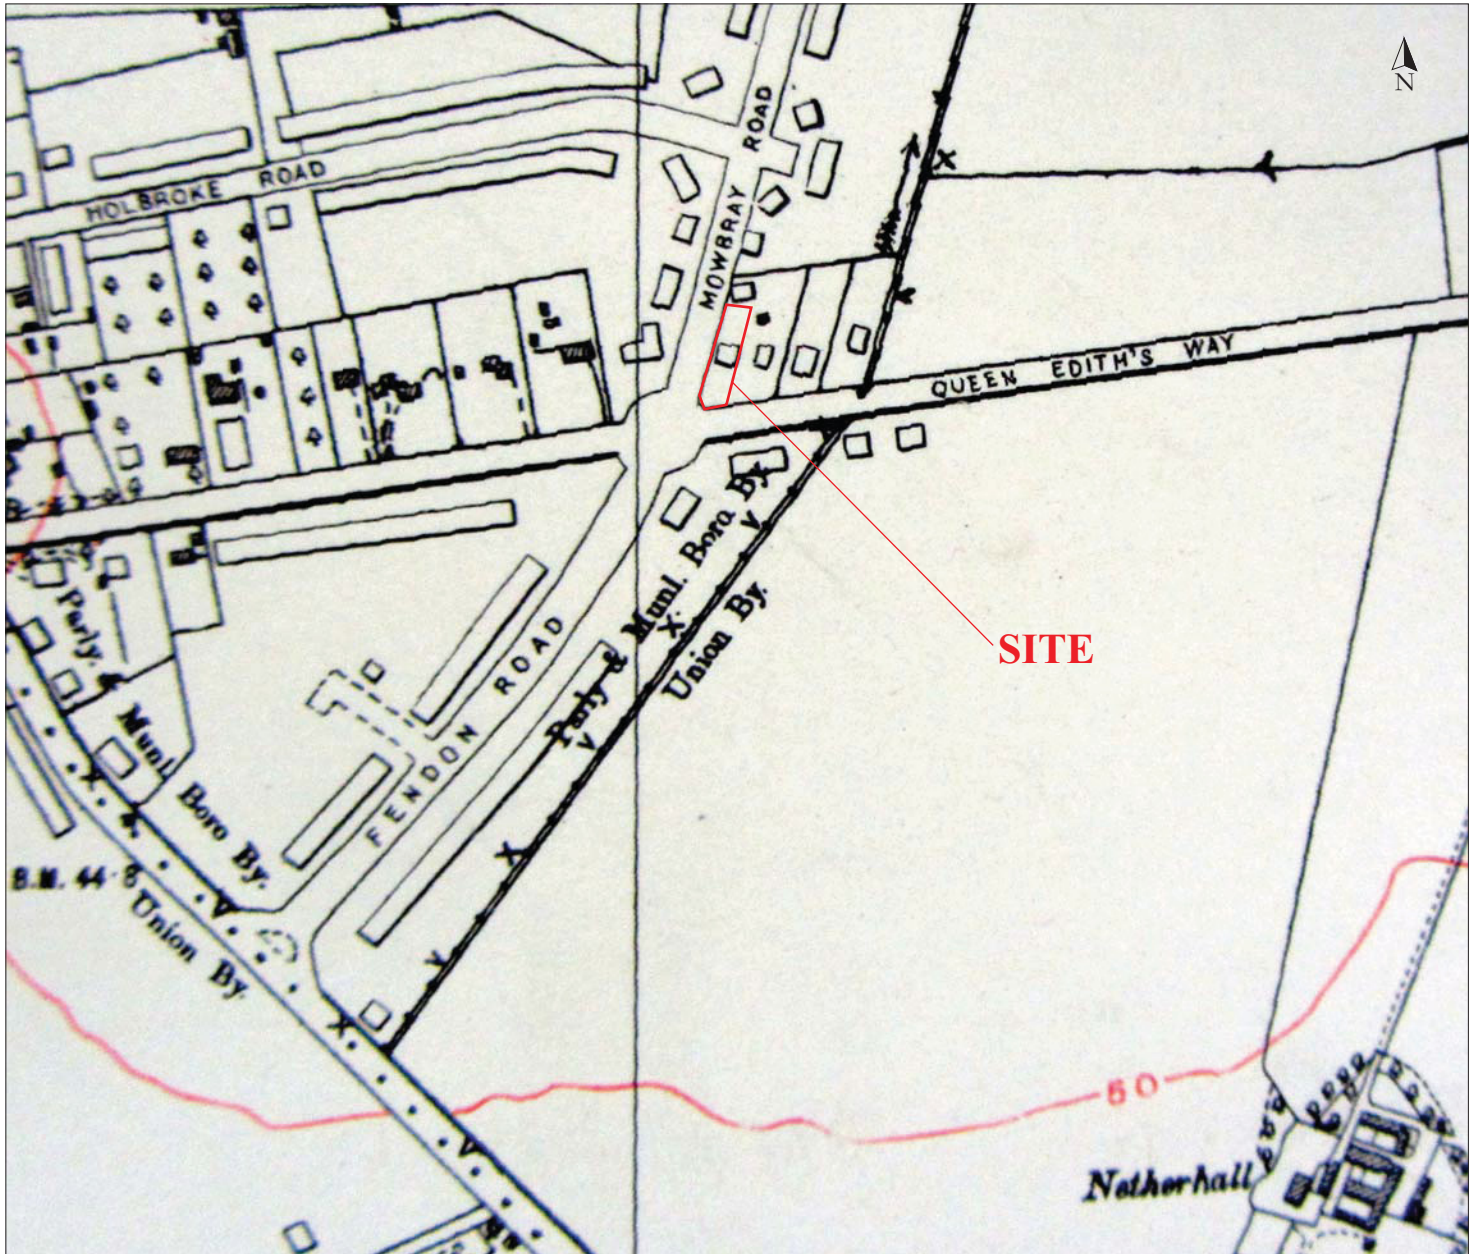 N
HOLBROKE ROAD
MOWBRAY ROAD
QUEEN EDITH'S WAY
SITE
Parly & Munl. Boro By.
Union By.
FENDON ROAD
Parly. &
Munl.
Boro By.
B.M. 44·8
Union By.
50
Netherhall